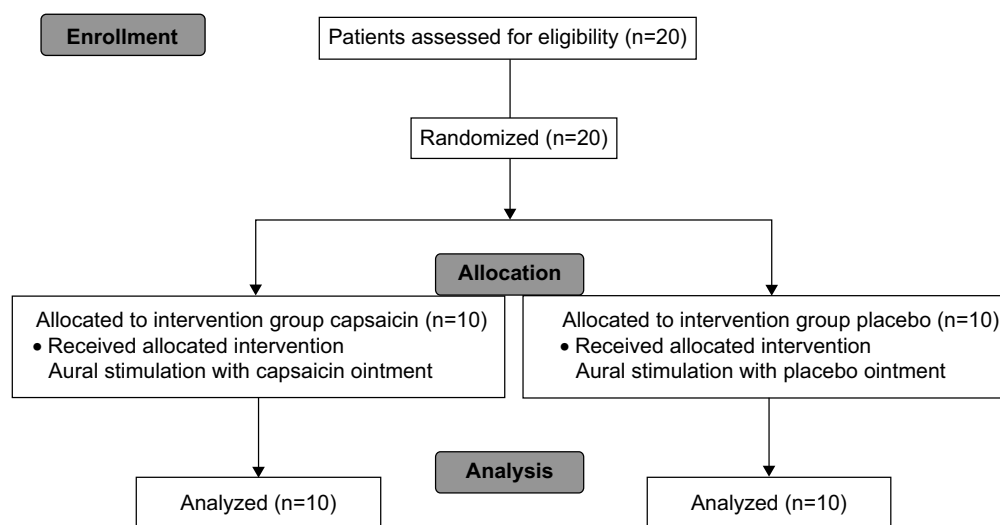 Enrollment
Patients assessed for eligibility (n=20)
Randomized (n=20)
Allocation
Allocated to intervention group capsaicin (n=10)
• Received allocated intervention
Aural stimulation with capsaicin ointment
Allocated to intervention group placebo (n=10)
• Received allocated intervention
Aural stimulation with placebo ointment
Analysis
Analyzed (n=10)
Analyzed (n=10)